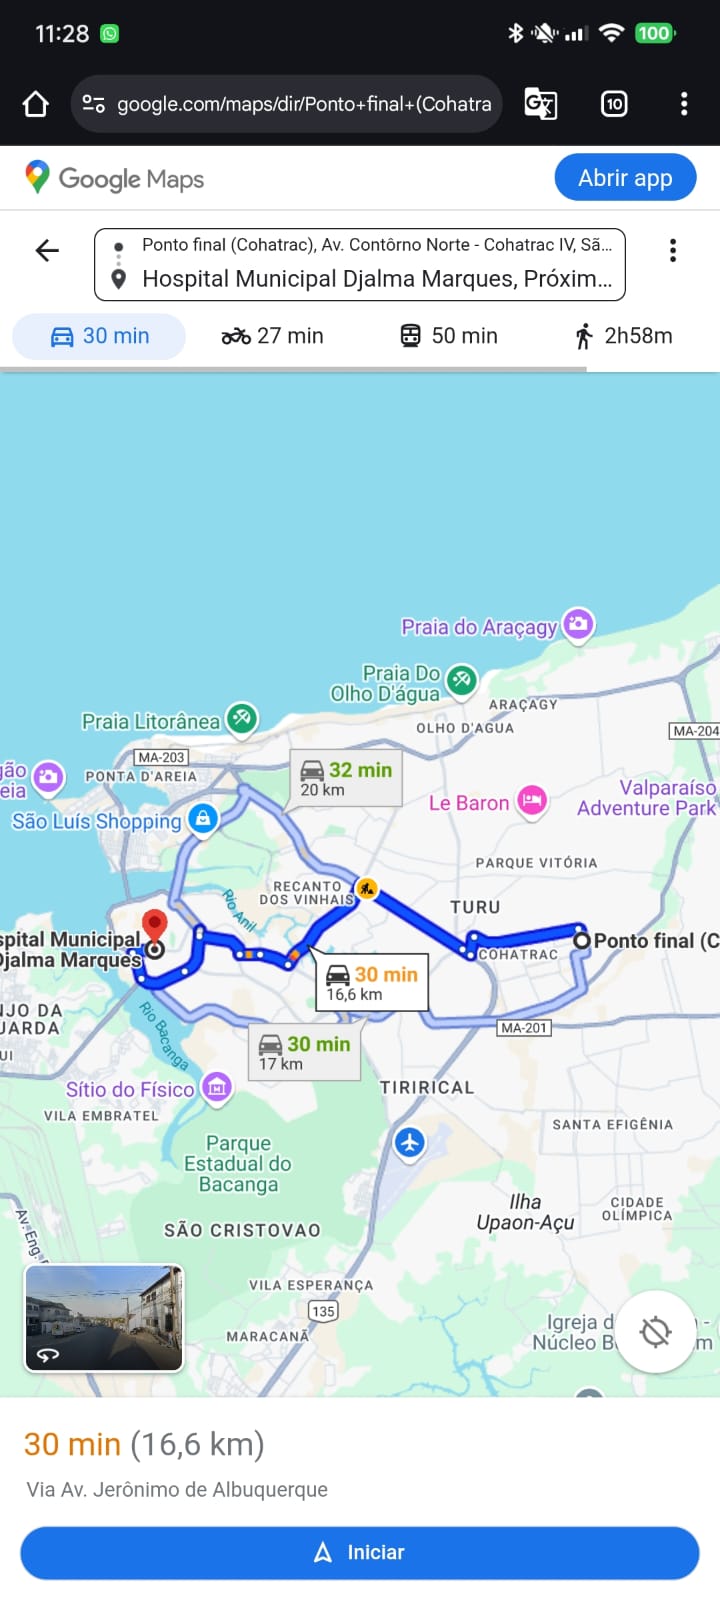 11:28
100
google.com/maps/dir/Ponto+final+(Cohatra
10
Google Maps
Abrir app
Ponto final (Cohatrac), Av. Contôrno Norte - Cohatrac IV, Sã...
Hospital Municipal Djalma Marques, Próxim...
30 min
27 min
50 min
2h58m
Praia do Araçagy
Praia Do
Olho D'água
ARAÇAGY
Praia Litorânea
OLHO D'AGUA
MA-204
MA-203
PONTA D'AREIA
gão
eia
32 min
20 km
Valparaíso
Adventure Park
Le Baron
São Luís Shopping
PARQUE VITÓRIA
RECANTO
DOS VINHAIS
Rio Anil
TURU
spital Municipal
Djalma Marques
Ponto final (C
COHATRAC
30 min
16,6 km
NJO DA
UARDA
Rio Bacanga
MA-201
30 min
17 km
UI
Sítio do Físico
TIRIRICAL
VILA EMBRATEL
SANTA EFIGÊNIA
Parque
Estadual do
Bacanga
Ilha
Upaon-Açu
CIDADE
OLÍMPICA
Av. Eng.
SÃO CRISTOVAO
VILA ESPERANÇA
135
MARACANÃ
Igreja d
Núcleo B
-
m
30 min (16,6 km)
Via Av. Jerônimo de Albuquerque
Iniciar